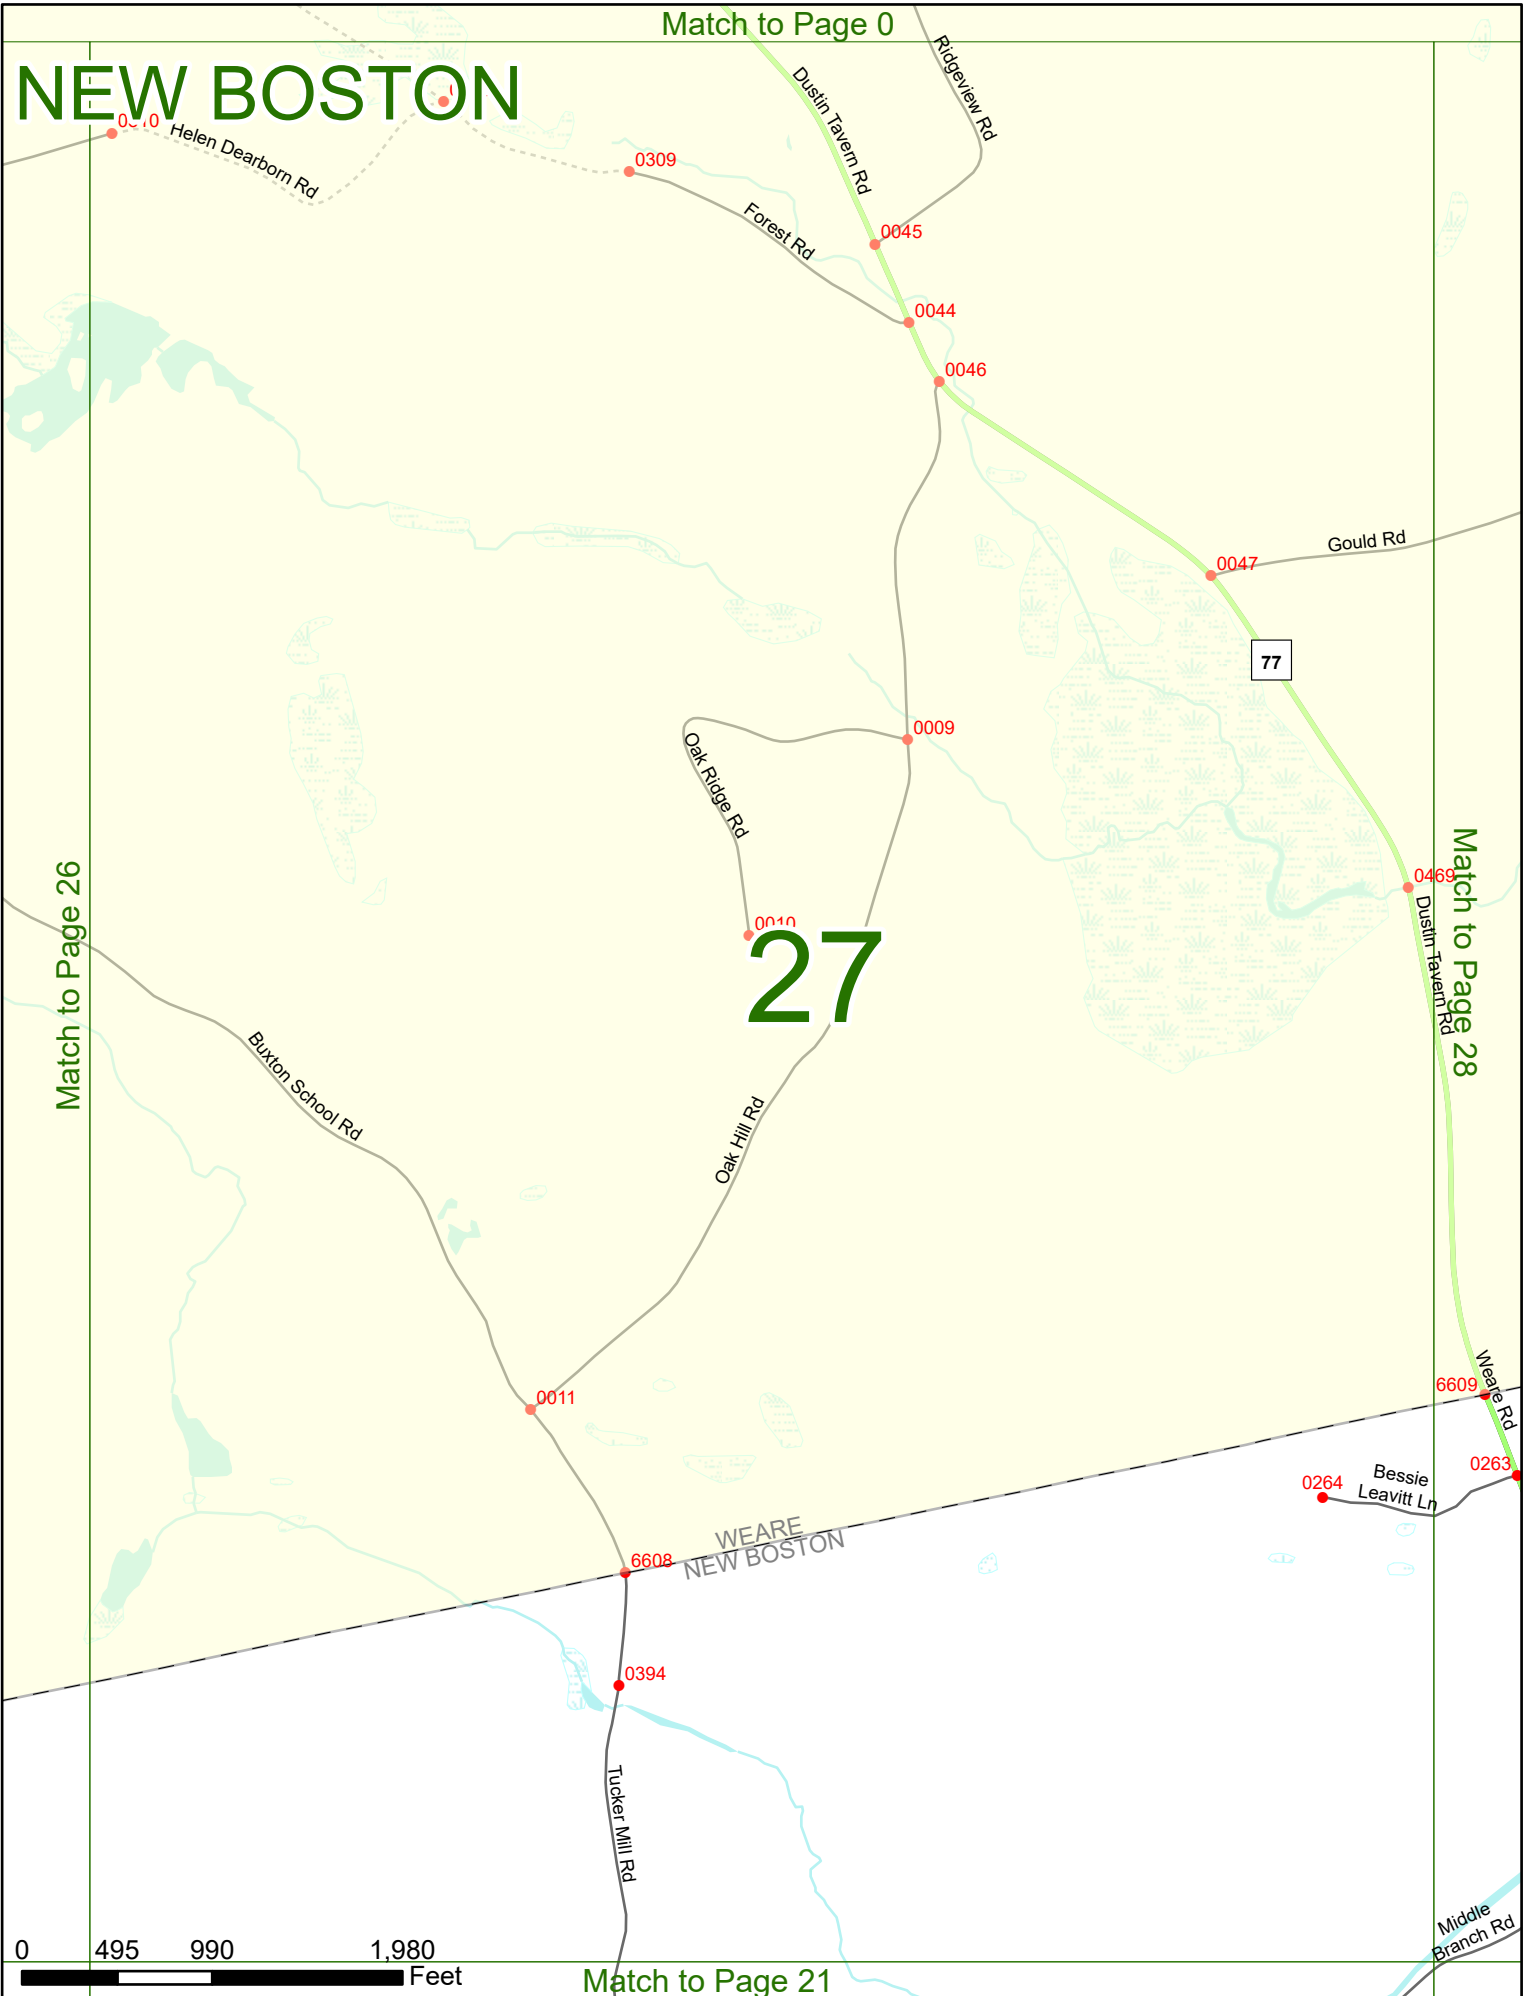 Match to Page 0
NEW BOSTON
Ridgeview Rd
Dustin Tavern Rd
Helen Dearborn Rd
0309
Forest Rd
0045
0044
0046
Gould Rd
0047
77
0009
Oak Ridge Rd
0469
Match to Page 26
Match to Page 28
Dustin Tavern Rd
0010
27
Buxton School Rd
Oak Hill Rd
0011
6609
Weare Rd
0263
0264
Bessie
Leavitt Ln
WEARE
NEW BOSTON
6608
0394
Tucker Mill Rd
Middle
Branch Rd
0 495 990 1,980
Feet
Match to Page 21